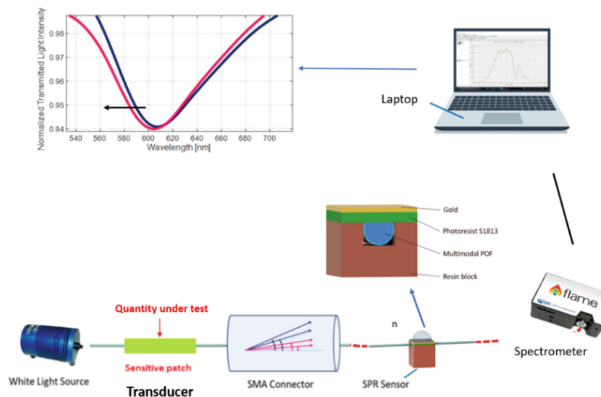 Normalized Transmitted Light Intensity
0.98
0.96
0.95
0.94
540 560 580 600 620 640 660 680 700
Wavelength [nm]
Laptop
Gold
Photoresist S1813
Multimodal POF
Resin block
Quantity under test
flame
n
Spectrometer
White Light Source
Sensitive patch
SMA Connector
SPR Sensor
Transducer